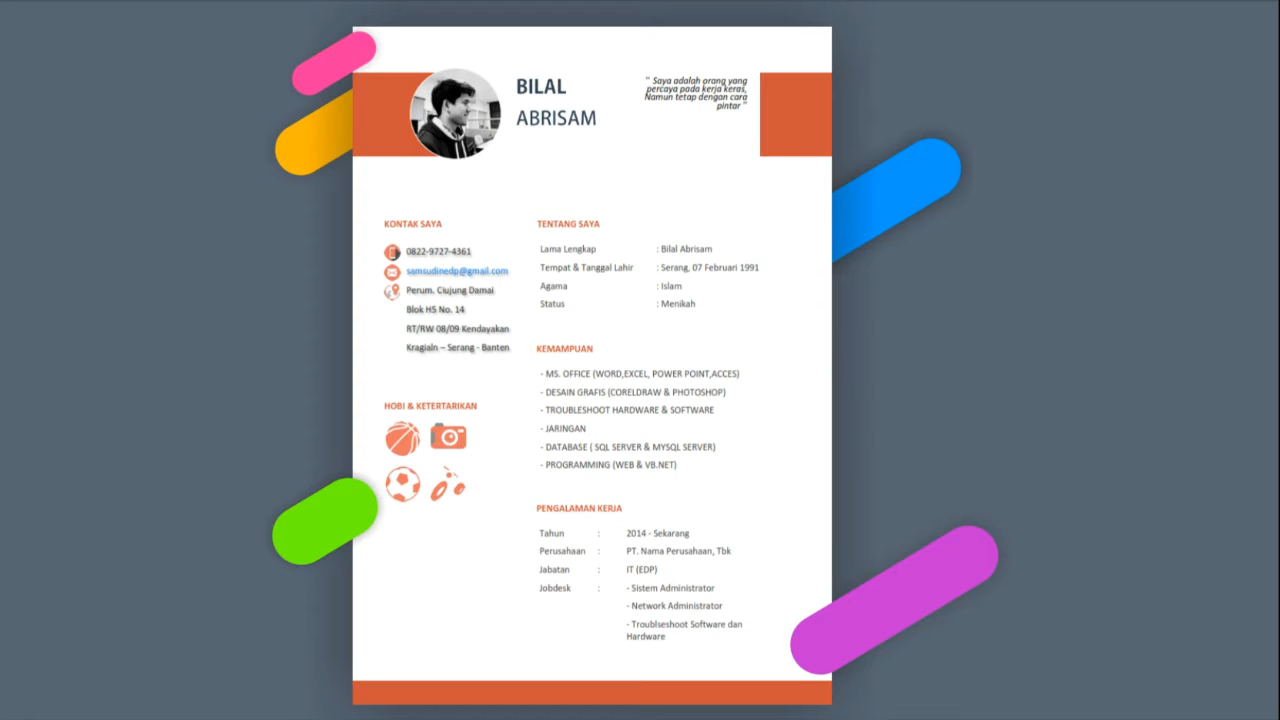 BILAL
ABRISAM
" Saya adalah orang yang
percaya pada kerja keras,
Namun tetap dengan cara
pintar "
KONTAK SAYA
0822-9727-4361
samsudinedp@gmail.com
Perum. Ciujung Damai
Blok H5 No. 14
RT/RW 08/09 Kendayakan
Kragialn – Serang - Banten
HOBI & KETERTARIKAN
TENTANG SAYA
Lama Lengkap : Bilal Abrisam
Tempat & Tanggal Lahir : Serang, 07 Februari 1991
Agama : Islam
Status : Menikah
KEMAMPUAN
- MS. OFFICE (WORD,EXCEL, POWER POINT,ACCES)
- DESAIN GRAFIS (CORELDRAW & PHOTOSHOP)
- TROUBLESHOOT HARDWARE & SOFTWARE
- JARINGAN
- DATABASE ( SQL SERVER & MYSQL SERVER)
- PROGRAMMING (WEB & VB.NET)
PENGALAMAN KERJA
Tahun : 2014 - Sekarang
Perusahaan : PT. Nama Perusahaan, Tbk
Jabatan : IT (EDP)
Jobdesk : - Sistem Administrator
- Network Administrator
- Troublseshoot Software dan
Hardware